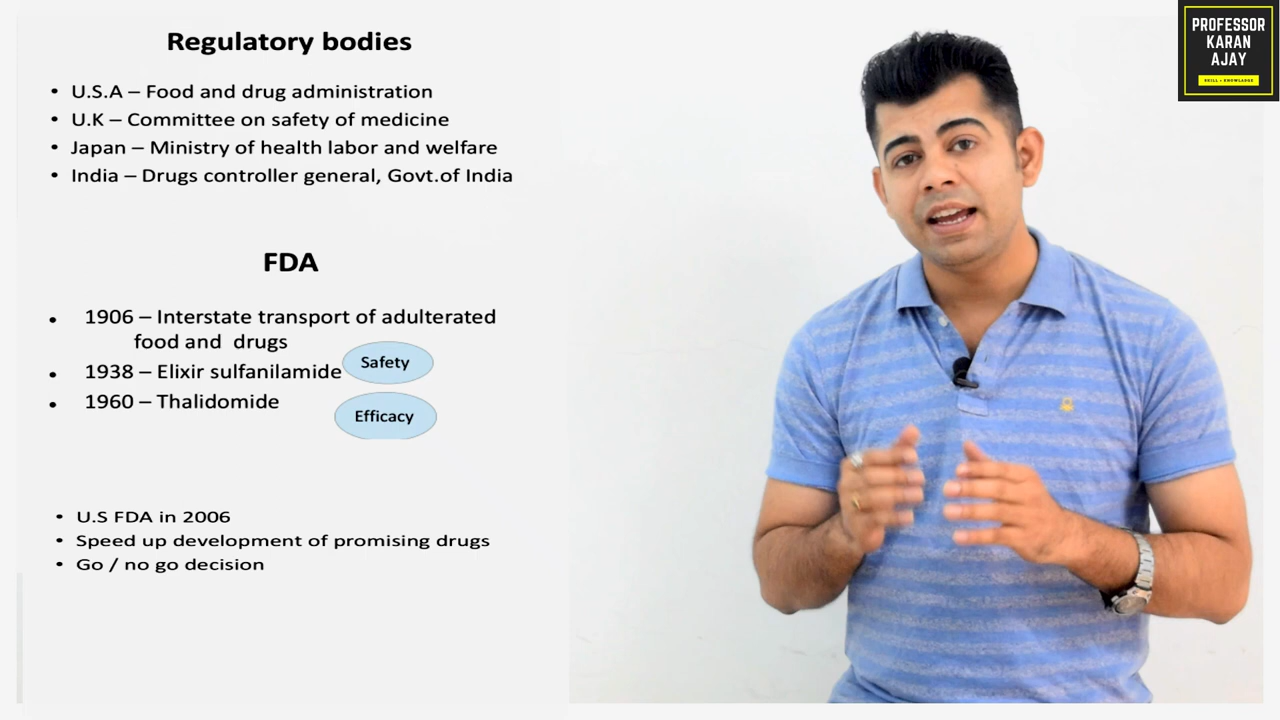 Regulatory bodies
• U.S.A – Food and drug administration
• U.K – Committee on safety of medicine
• Japan – Ministry of health labor and welfare
• India – Drugs controller general, Govt.of India
FDA
• 1906 – Interstate transport of adulterated
food and drugs
• 1938 – Elixir sulfanilamide
Safety
• 1960 – Thalidomide
Efficacy
• U.S FDA in 2006
• Speed up development of promising drugs
• Go / no go decision
PROFESSOR
KARAN
AJAY
SKILL + KNOWLEDGE